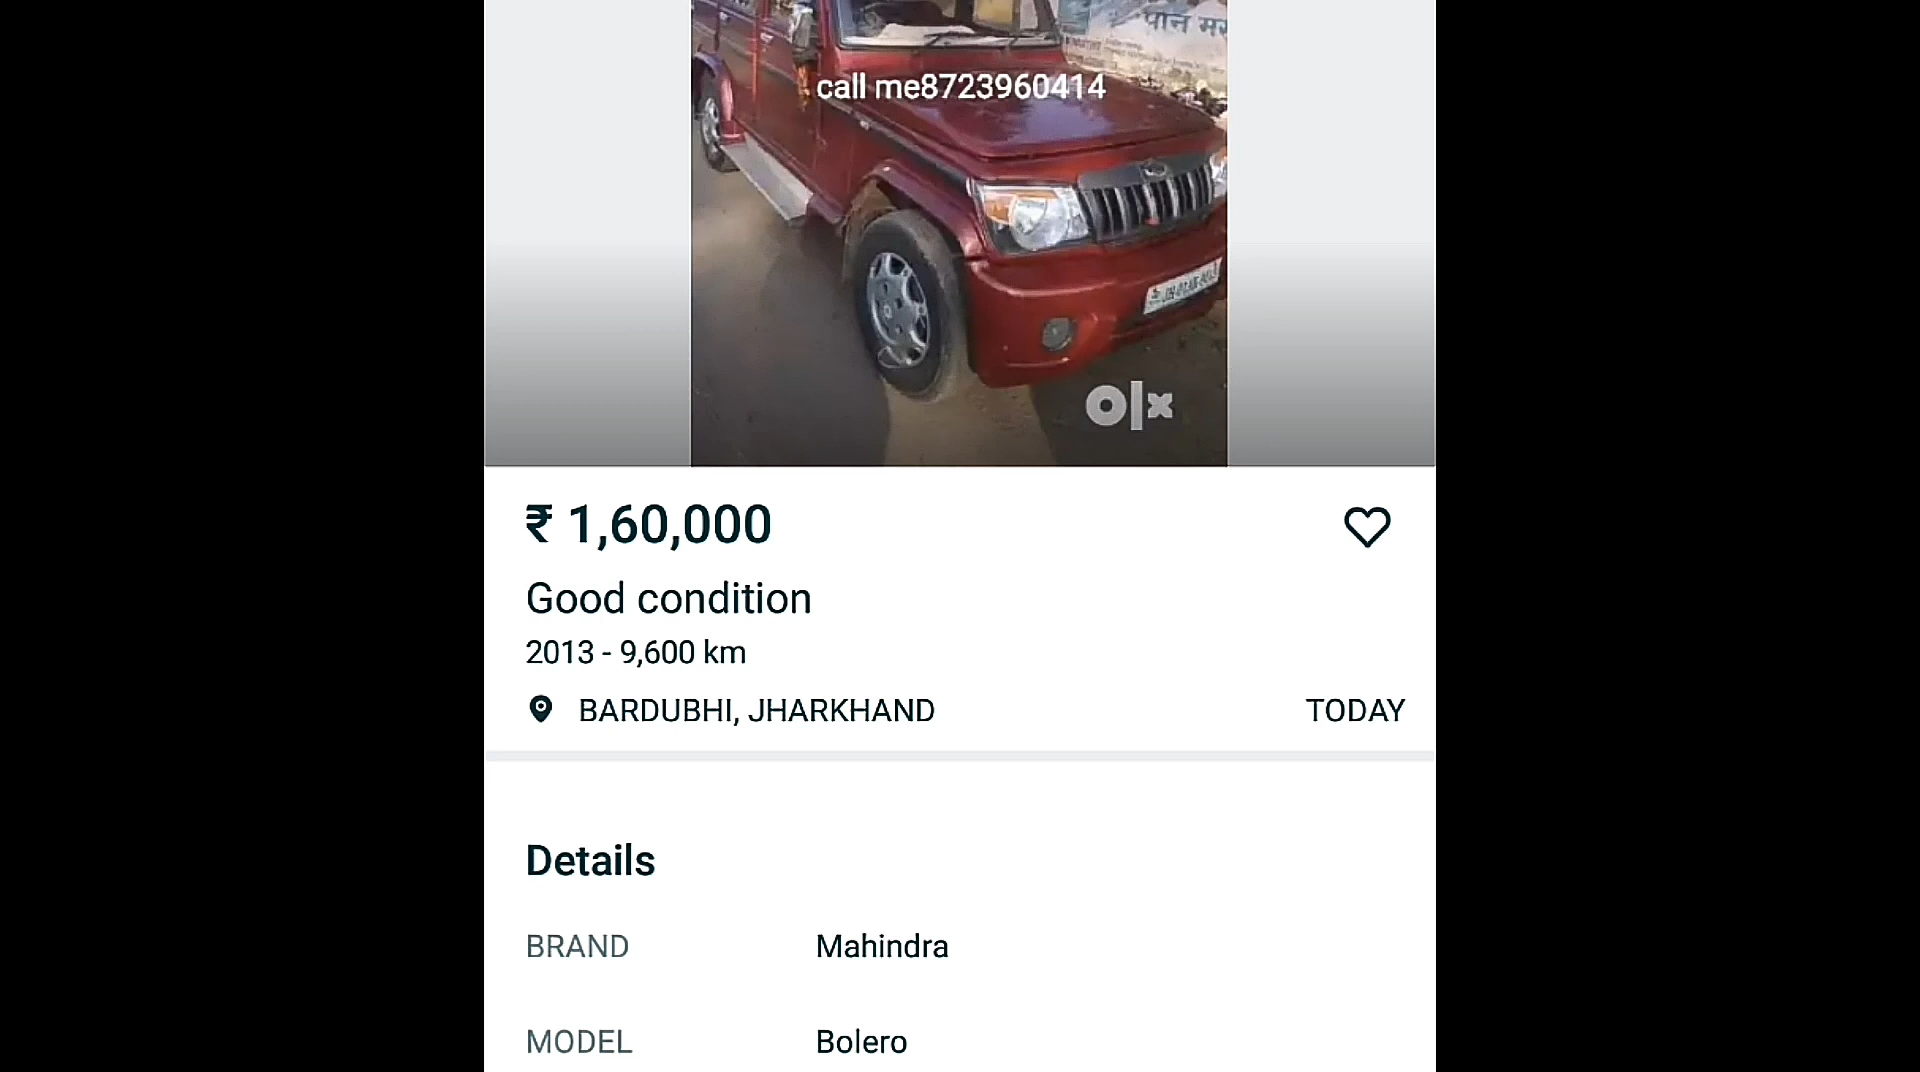 पान
call me8723960414
olx
₹ 1,60,000
Good condition
2013 - 9,600 km
BARDUBHI, JHARKHAND
TODAY
Details
BRAND
Mahindra
MODEL
Bolero